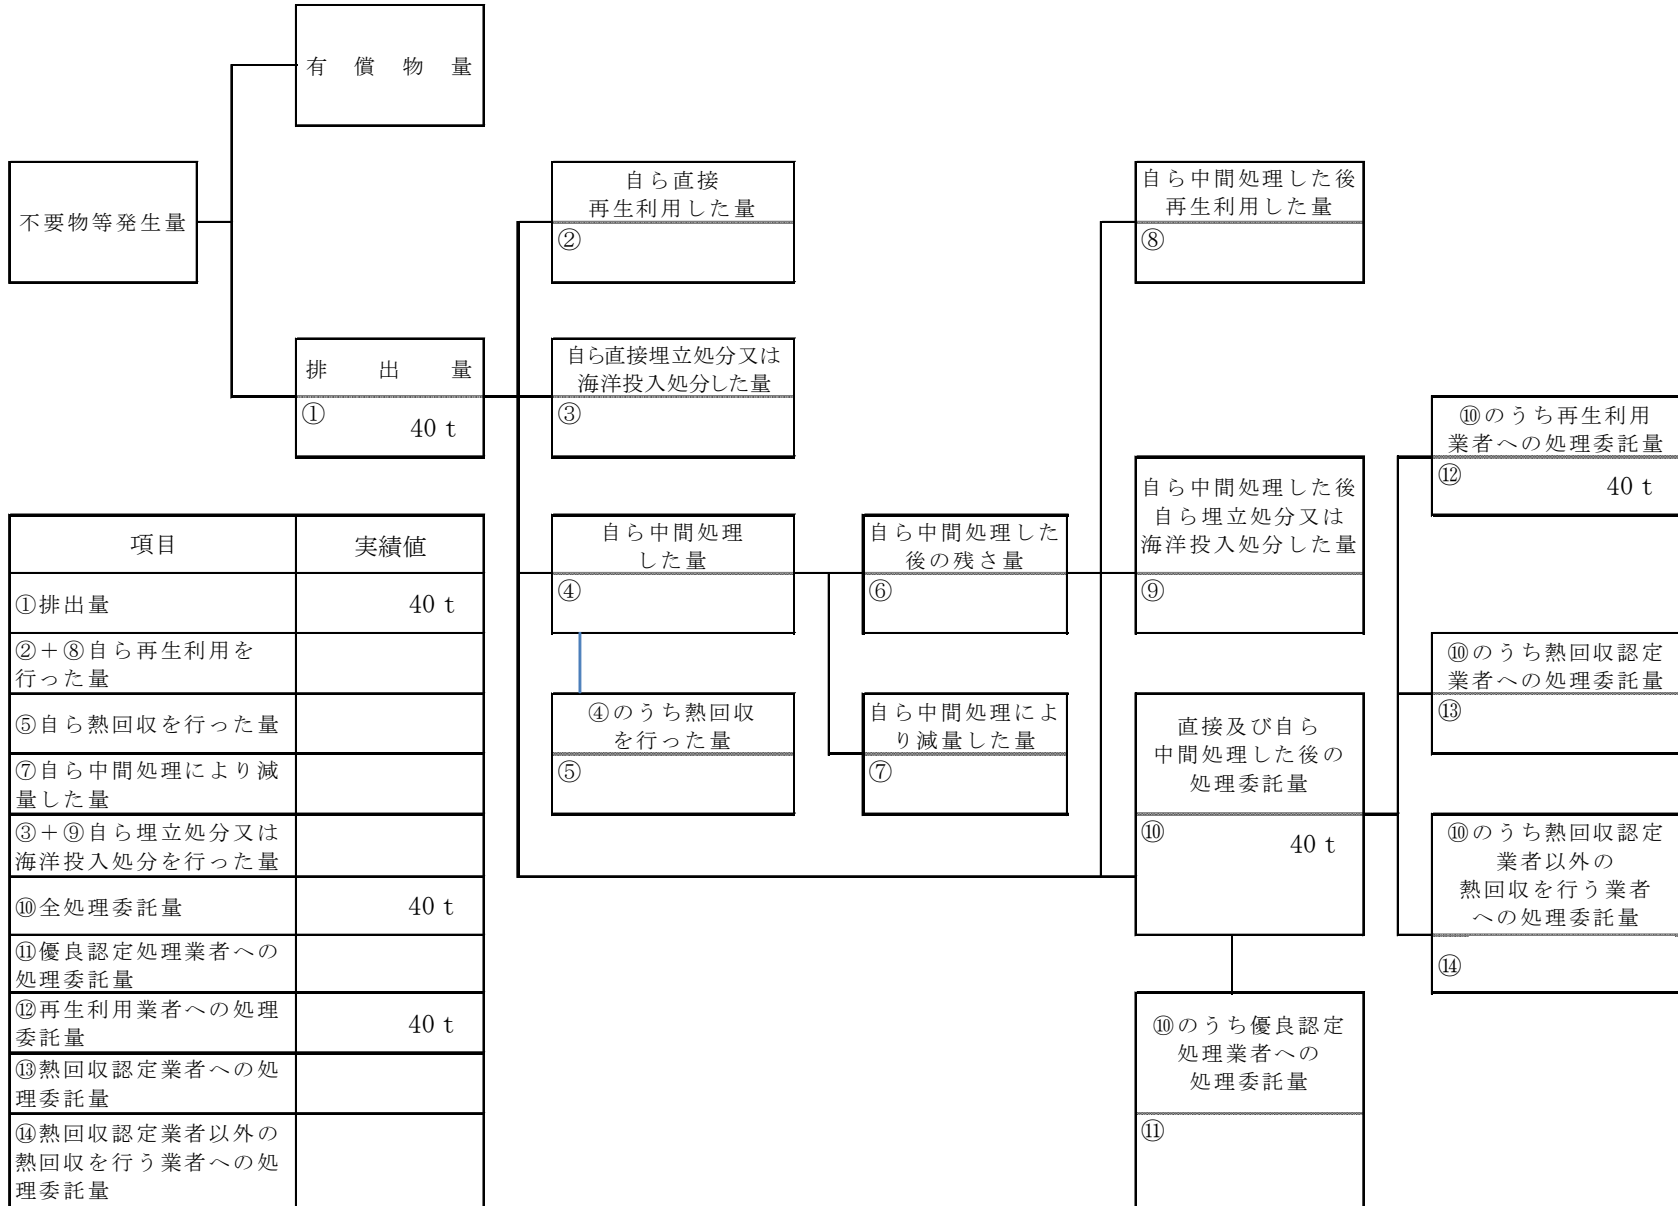 有償物量
不要物等発生量
自ら直接
再生利用した量
②
自ら中間処理した後
再生利用した量
⑧
排出量
①
40 t
自ら直接埋立処分又は
海洋投入処分した量
③
⑩のうち再生利用
業者への処理委託量
⑫
40 t
自ら中間処理した後
自ら埋立処分又は
海洋投入処分した量
⑨
自ら中間処理
した量
④
自ら中間処理した
後の残さ量
⑥
⑩のうち熱回収認定
業者への処理委託量
⑬
④のうち熱回収
を行った量
⑤
自ら中間処理によ
り減量した量
⑦
直接及び自ら
中間処理した後の
処理委託量
⑩
40 t
⑩のうち熱回収認定
業者以外の
熱回収を行う業者
への処理委託量
⑭
⑩のうち優良認定
処理業者への
処理委託量
⑪
項目 実績値
①排出量 40 t
②+⑧自ら再生利用を
行った量
⑤自ら熱回収を行った量
⑦自ら中間処理により減
量した量
③+⑨自ら埋立処分又は
海洋投入処分を行った量
⑩全処理委託量 40 t
⑪優良認定処理業者への
処理委託量
⑫再生利用業者への処理
委託量 40 t
⑬熱回収認定業者への処
理委託量
⑭熱回収認定業者以外の
熱回収を行う業者への処
理委託量